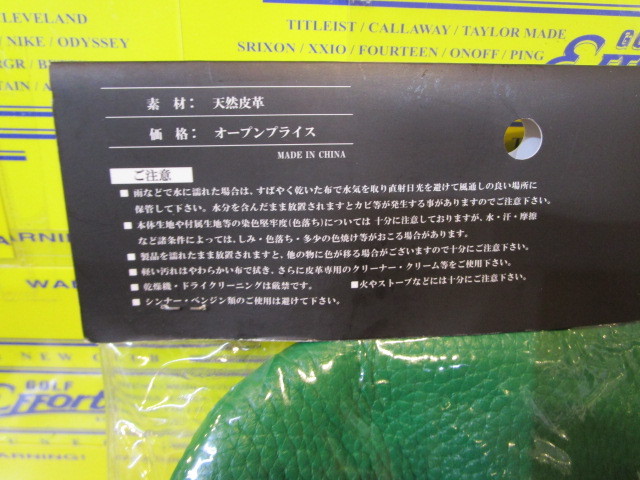 LEVELAND
TITLEIST / CALLAWAY / TAYLOR MADE
NIKE / ODYSSEY
SRIXON / XXIO / FOURTEEN / ONOFF / PING
GOLF
Effort
素 材： 天然皮革
価 格： オープンプライス
MADE IN CHINA
ご注意
■ 雨などで水に濡れた場合は、すばやく乾いた布で水気を取り直射日光を避けて風通しの良い場所に
保管して下さい。水分を含んだまま放置されますとカビ等が発生する事がありますのでご注意下さい。
■ 本体生地や付属生地等の染色堅牢度(色落ち)については 十分に注意しておりますが、水・汗・摩擦
など諸条件によっては、しみ・色落ち・多少の色焼け等がおこる場合があります。
■ 製品を濡れたまま放置されますと、他の物に色が移る場合がございますので十分にご注意下さい。
■ 軽い汚れはやわらかい布で拭き、さらに皮革専用のクリーナー・クリーム等をご使用下さい。
■ 乾燥機・ドライクリーニングは厳禁です。 ■火やストーブなどには十分にご注意下さい。
■ シンナー・ベンジン類のご使用は避けて下さい。
WARNING
NEW
GOLF
Effort
WARNING!